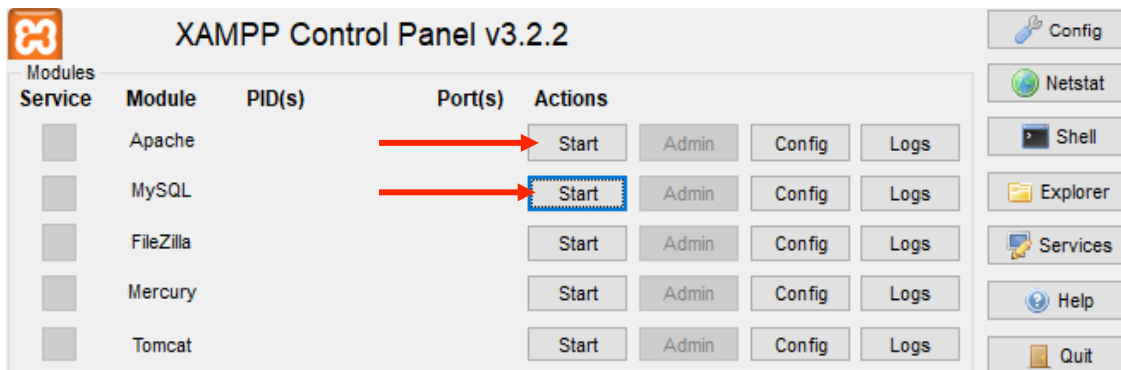 XAMPP Control Panel v3.2.2
Config
Modules
Netstat
Service Module PID(s) Port(s) Actions
Apache Start Admin Config Logs
Shell
MySQL Start Admin Config Logs
Explorer
FileZilla Start Admin Config Logs
Services
Mercury Start Admin Config Logs
Help
Tomcat Start Admin Config Logs
Quit